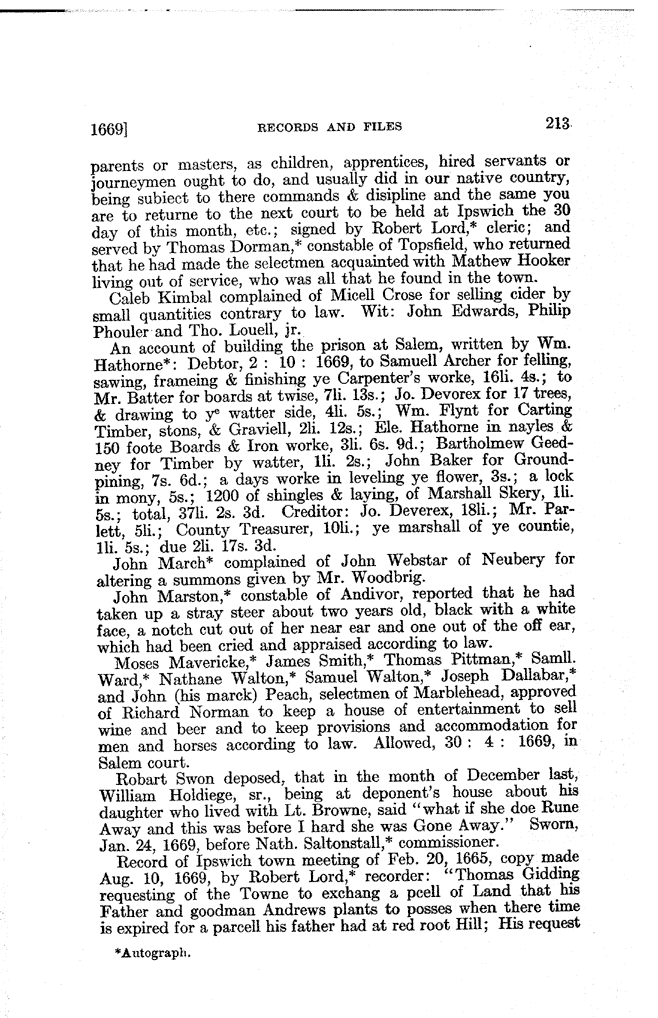 1669] RECORDS AND FILES 213
parents or masters, as children, apprentices, hired servants or
journeymen ought to do, and usually did in our native country,
being subiect to there commands & disipline and the same you
are to returne to the next court to be held at Ipswich the 30
day of this month, etc.; signed by Robert Lord,* cleric; and
served by Thomas Dorman,* constable of Topsfield, who returned
that he had made the selectmen acquainted with Mathew Hooker
living out of service, who was all that he found in the town.
Caleb Kimbal complained of Micell Crose for selling cider by
small quantities contrary to law. Wit: John Edwards, Philip
Phouler and Tho. Louell, jr.
An account of building the prison at Salem, written by Wm.
Hathorne*: Debtor, 2 : 10 : 1669, to Samuell Archer for felling,
sawing, frameing & finishing ye Carpenter's worke, 16li. 4s.; to
Mr. Batter for boards at twise, 7li. 13s.; Jo. Devorex for 17 trees,
& drawing to yᵉ watter side, 4li. 5s.; Wm. Flynt for Carting
Timber, stons, & Graviell, 2li. 12s.; Ele. Hathorne in nayles &
150 foote Boards & Iron worke, 3li. 6s. 9d.; Bartholmew Geed-
ney for Timber by watter, 1li. 2s.; John Baker for Ground-
pining, 7s. 6d.; a days worke in leveling ye flower, 3s.; a lock
in mony, 5s.; 1200 of shingles & laying, of Marshall Skery, 1li.
5s.; total, 37li. 2s. 3d. Creditor: Jo. Deverex, 18li.; Mr. Par-
lett, 5li.; County Treasurer, 10li.; ye marshall of ye countie,
1li. 5s.; due 2li. 17s. 3d.
John March* complained of John Webstar of Neubery for
altering a summons given by Mr. Woodbrig.
John Marston,* constable of Andivor, reported that he had
taken up a stray steer about two years old, black with a white
face, a notch cut out of her near ear and one out of the off ear,
which had been cried and appraised according to law.
Moses Mavericke,* James Smith,* Thomas Pittman,* Samll.
Ward,* Nathane Walton,* Samuel Walton,* Joseph Dallabar,*
and John (his marck) Peach, selectmen of Marblehead, approved
of Richard Norman to keep a house of entertainment to sell
wine and beer and to keep provisions and accommodation for
men and horses according to law. Allowed, 30 : 4 : 1669, in
Salem court.
Robart Swon deposed, that in the month of December last,
William Holdiege, sr., being at deponent's house about his
daughter who lived with Lt. Browne, said "what if she doe Rune
Away and this was before I hard she was Gone Away." Sworn,
Jan. 24, 1669, before Nath. Saltonstall,* commissioner.
Record of Ipswich town meeting of Feb. 20, 1665, copy made
Aug. 10, 1669, by Robert Lord,* recorder: "Thomas Gidding
requesting of the Towne to exchang a pcell of Land that his
Father and goodman Andrews plants to posses when there time
is expired for a parcell his father had at red root Hill; His request
*Autograph.